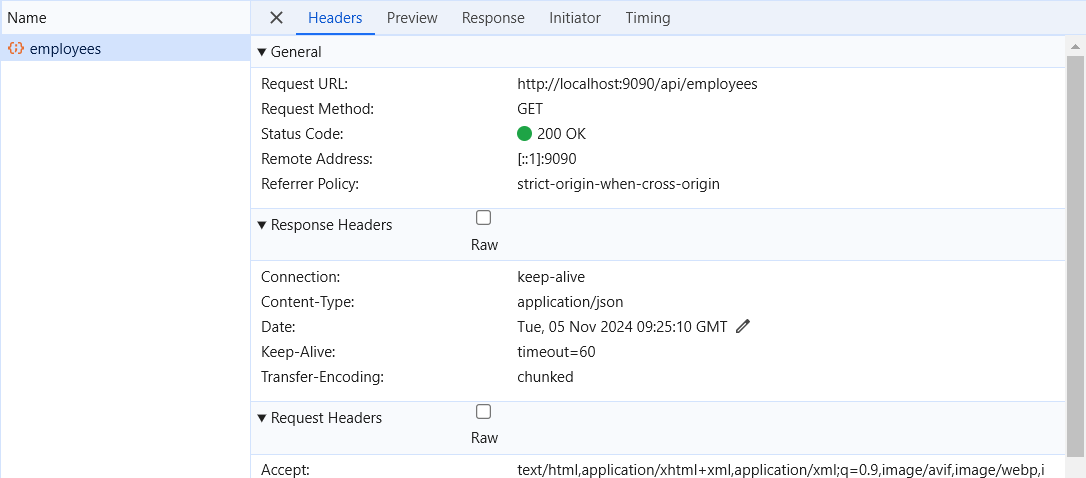 Name
Headers Preview Response Initiator Timing
employees
General
Request URL: http://localhost:9090/api/employees
Request Method: GET
Status Code: 200 OK
Remote Address: [::1]:9090
Referrer Policy: strict-origin-when-cross-origin
Response Headers
Raw
Connection: keep-alive
Content-Type: application/json
Date: Tue, 05 Nov 2024 09:25:10 GMT
Keep-Alive: timeout=60
Transfer-Encoding: chunked
Request Headers
Raw
Accept: text/html,application/xhtml+xml,application/xml;q=0.9,image/avif,image/webp,i